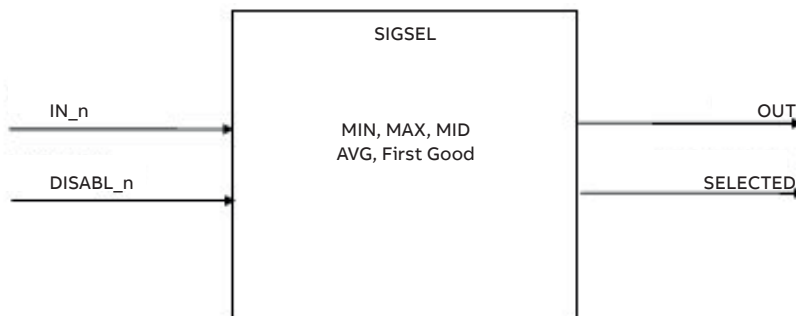 SIGSEL
IN_n
MIN, MAX, MID
OUT
AVG, First Good
DISABL_n
SELECTED